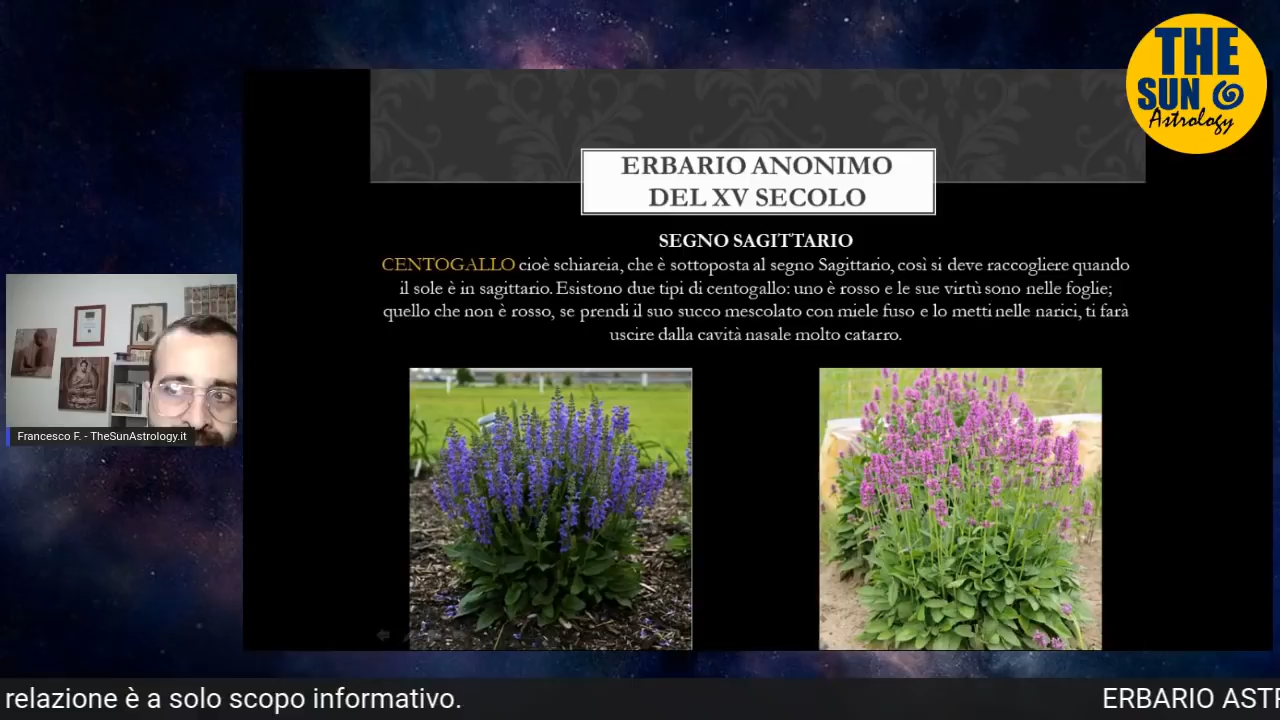 THE
SUN
Astrology
ERBARIO ANONIMO
DEL XV SECOLO
SEGNO SAGITTARIO
CENTOGALLO cioè schiareia, che è sottoposta al segno Sagittario, così si deve raccogliere quando
il sole è in sagittario. Esistono due tipi di centogallo: uno è rosso e le sue virtù sono nelle foglie;
quello che non è rosso, se prendi il suo succo mescolato con miele fuso e lo metti nelle narici, ti farà
uscire dalla cavità nasale molto catarro.
Francesco F. - TheSunAstrology.it
relazione è a solo scopo informativo.
ERBARIO AST